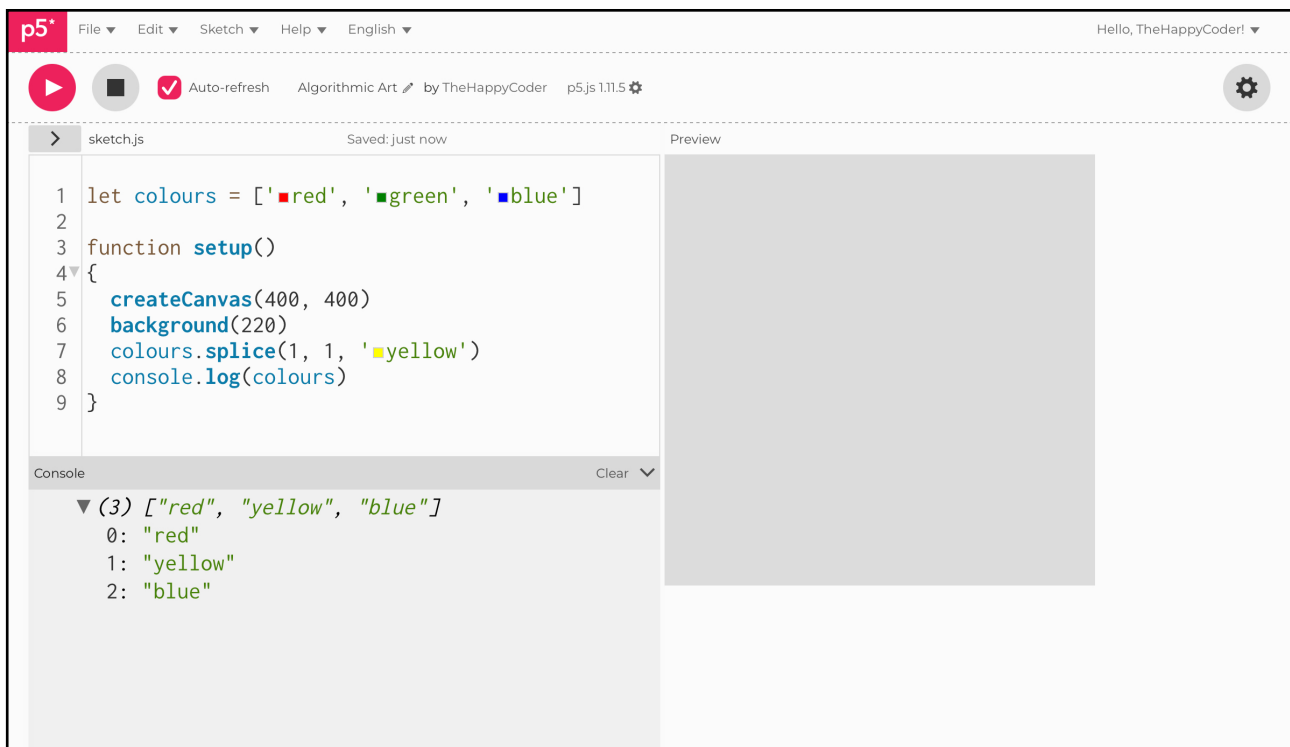 p5* File Edit Sketch Help English Hello, TheHappyCoder!
Auto-refresh Algorithmic Art by TheHappyCoder p5.js 1.11.5
sketch.js Saved: just now Preview
1 let colours = ['red', 'green', 'blue']
2
3 function setup()
4 {
5 createCanvas(400, 400)
6 background(220)
7 colours.splice(1, 1, 'yellow')
8 console.log(colours)
9 }
Console Clear
(3) ["red", "yellow", "blue"]
0: "red"
1: "yellow"
2: "blue"